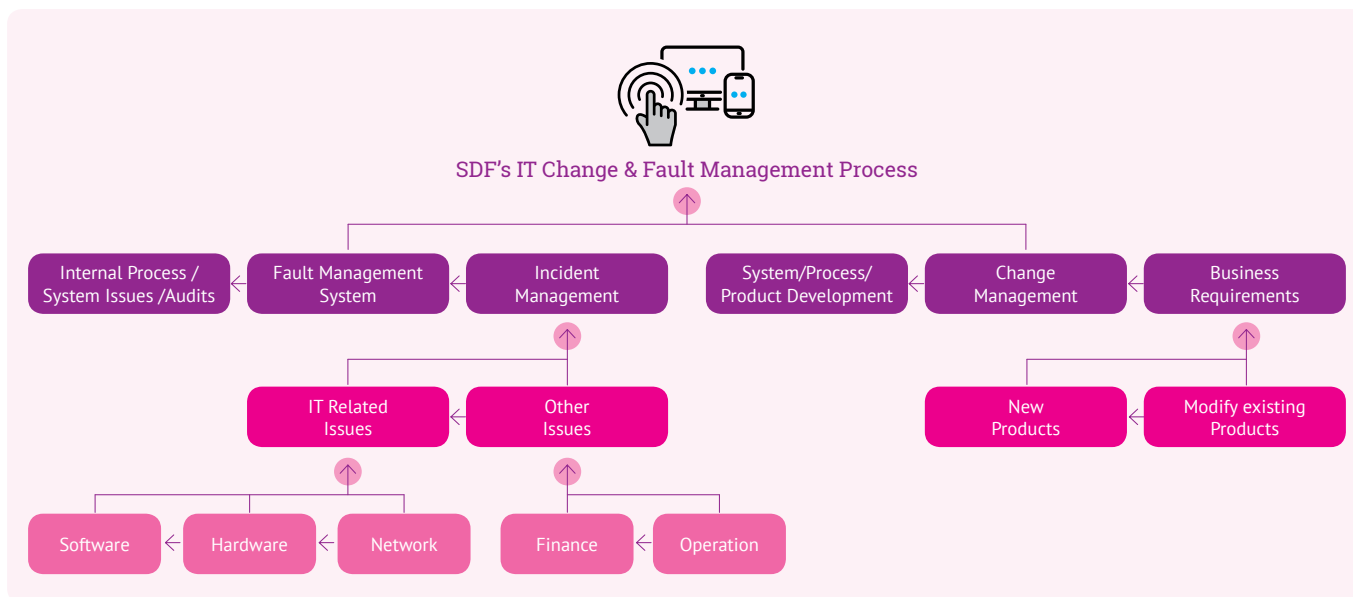 SDF's IT Change & Fault Management Process
Internal Process /
System Issues /Audits
Fault Management
System
Incident
Management
System/Process/
Product Development
Change
Management
Business
Requirements
IT Related
Issues
Other
Issues
New
Products
Modify existing
Products
Software
Hardware
Network
Finance
Operation